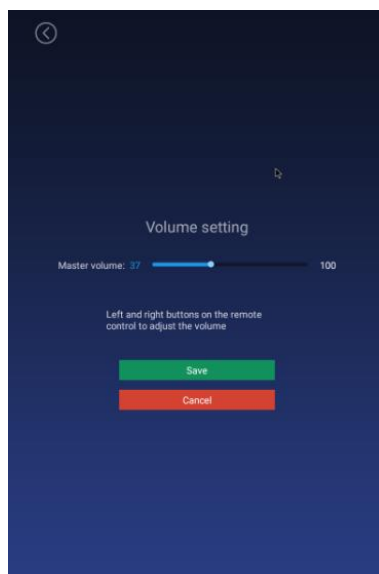 Volume setting
Master volume: 37 100
Left and right buttons on the remote
control to adjust the volume
Save
Cancel